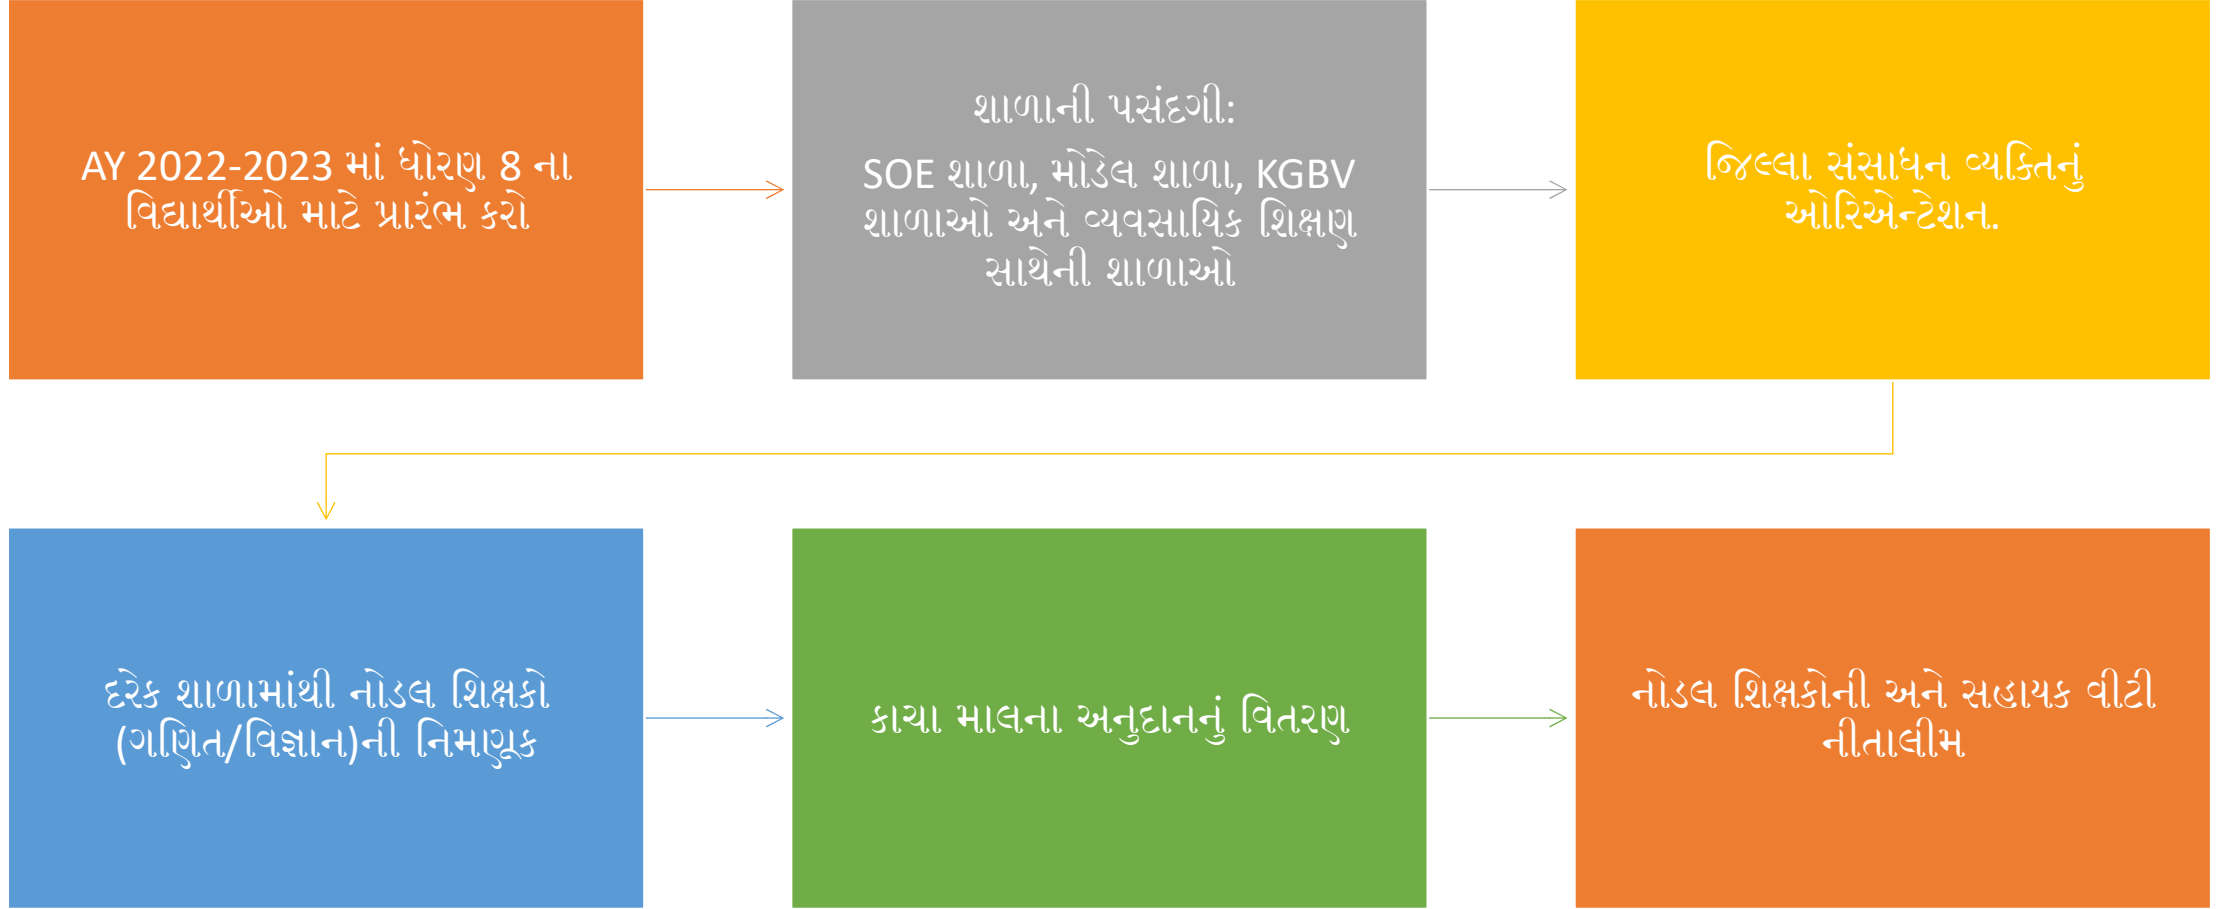 AY 2022-2023 માં ધોરણ 8 ના
વિદ્યાર્થીઓ માટે પ્રારંભ કરો
શાળાની પસંદગી:
SOE શાળા, મોડેલ શાળા, KGBV
શાળાઓ અને વ્યવસાયિક શિક્ષણ
સાથેની શાળાઓ
જિલ્લા સંસાધન વ્યક્તિનું
ઓરિએન્ટેશન.
દરેક શાળામાંથી નોડલ શિક્ષકો
(ગણિત/વિજ્ઞાન)ની નિમણૂક
કાચા માલના અનુદાનનું વિતરણ
નોડલ શિક્ષકોની અને સહાયક વીટી
નીતાલીમ